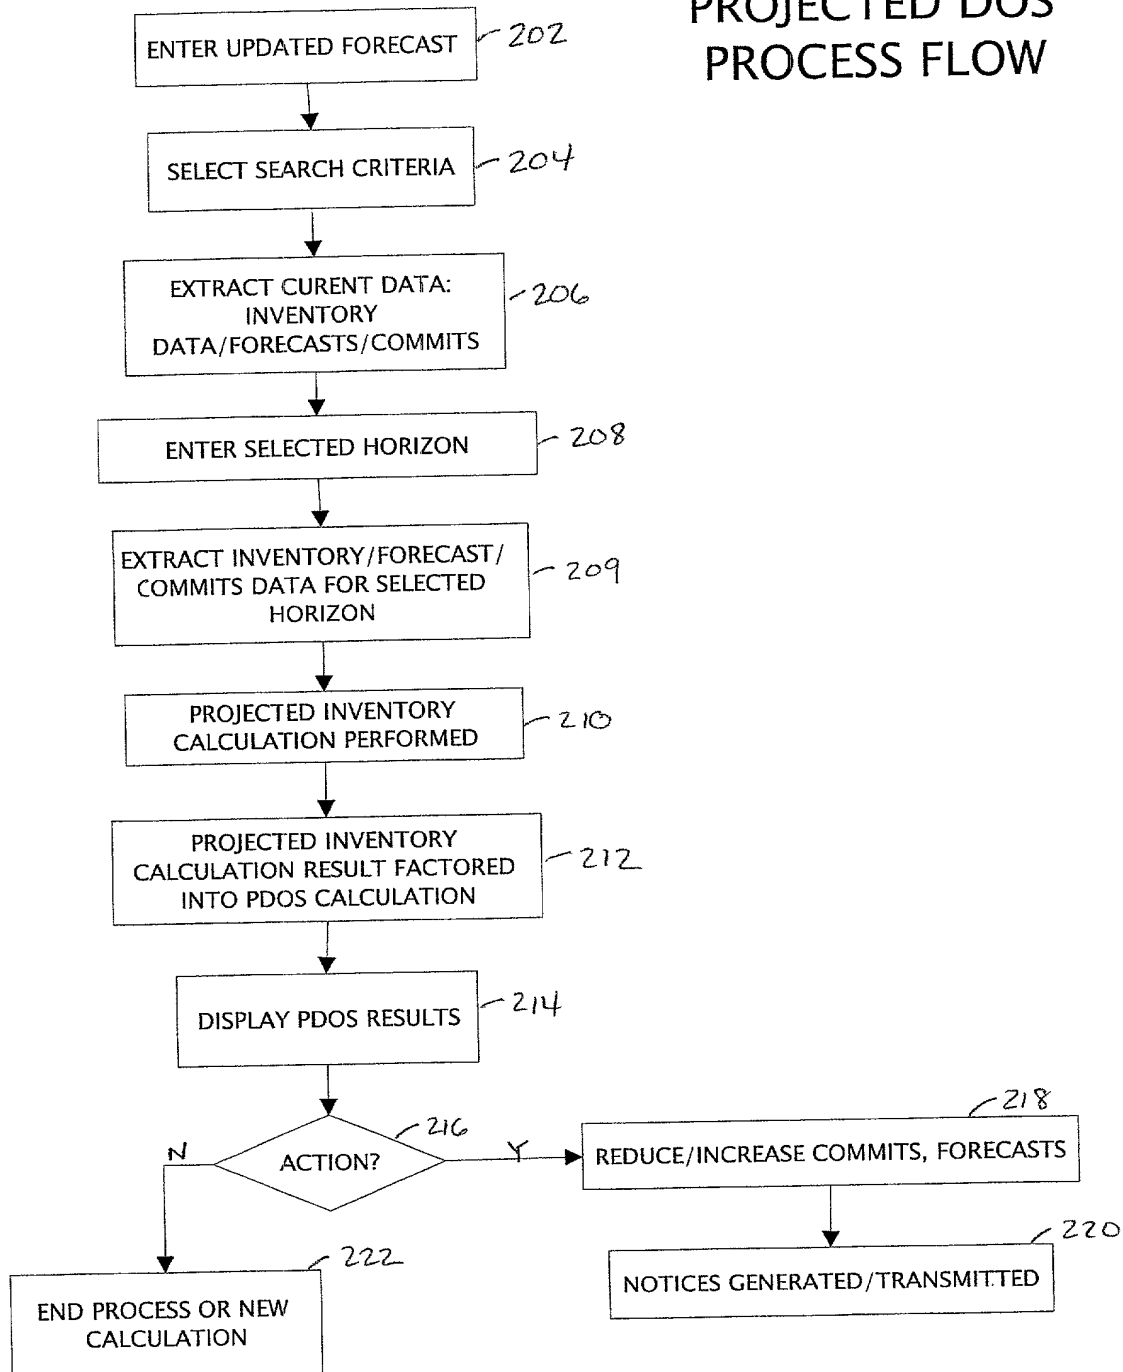 PROJECTED DOS
PROCESS FLOW
ENTER UPDATED FORECAST
202
SELECT SEARCH CRITERIA
204
EXTRACT CURENT DATA:
INVENTORY
DATA/FORECASTS/COMMITS
206
ENTER SELECTED HORIZON
208
EXTRACT INVENTORY/FORECAST/
COMMITS DATA FOR SELECTED
HORIZON
209
PROJECTED INVENTORY
CALCULATION PERFORMED
210
PROJECTED INVENTORY
CALCULATION RESULT FACTORED
INTO PDOS CALCULATION
212
DISPLAY PDOS RESULTS
214
ACTION?
216
N
Y
REDUCE/INCREASE COMMITS, FORECASTS
218
NOTICES GENERATED/TRANSMITTED
220
END PROCESS OR NEW
CALCULATION
222